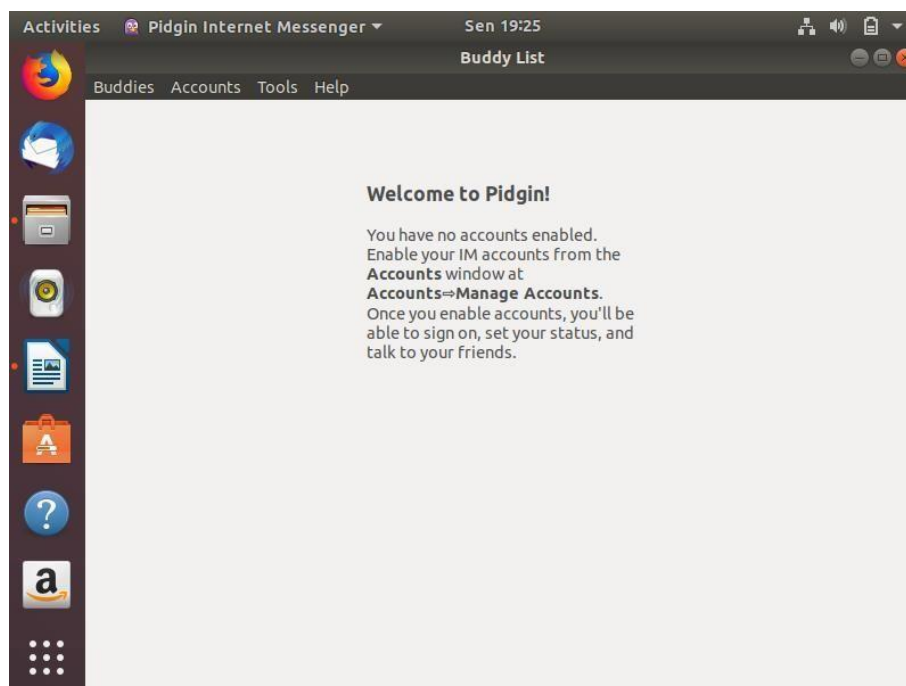 Activities Pidgin Internet Messenger Sen 19:25
Buddy List
Buddies Accounts Tools Help
Welcome to Pidgin!
You have no accounts enabled.
Enable your IM accounts from the
Accounts window at
Accounts⇨Manage Accounts.
Once you enable accounts, you'll be
able to sign on, set your status, and
talk to your friends.
A
?
a